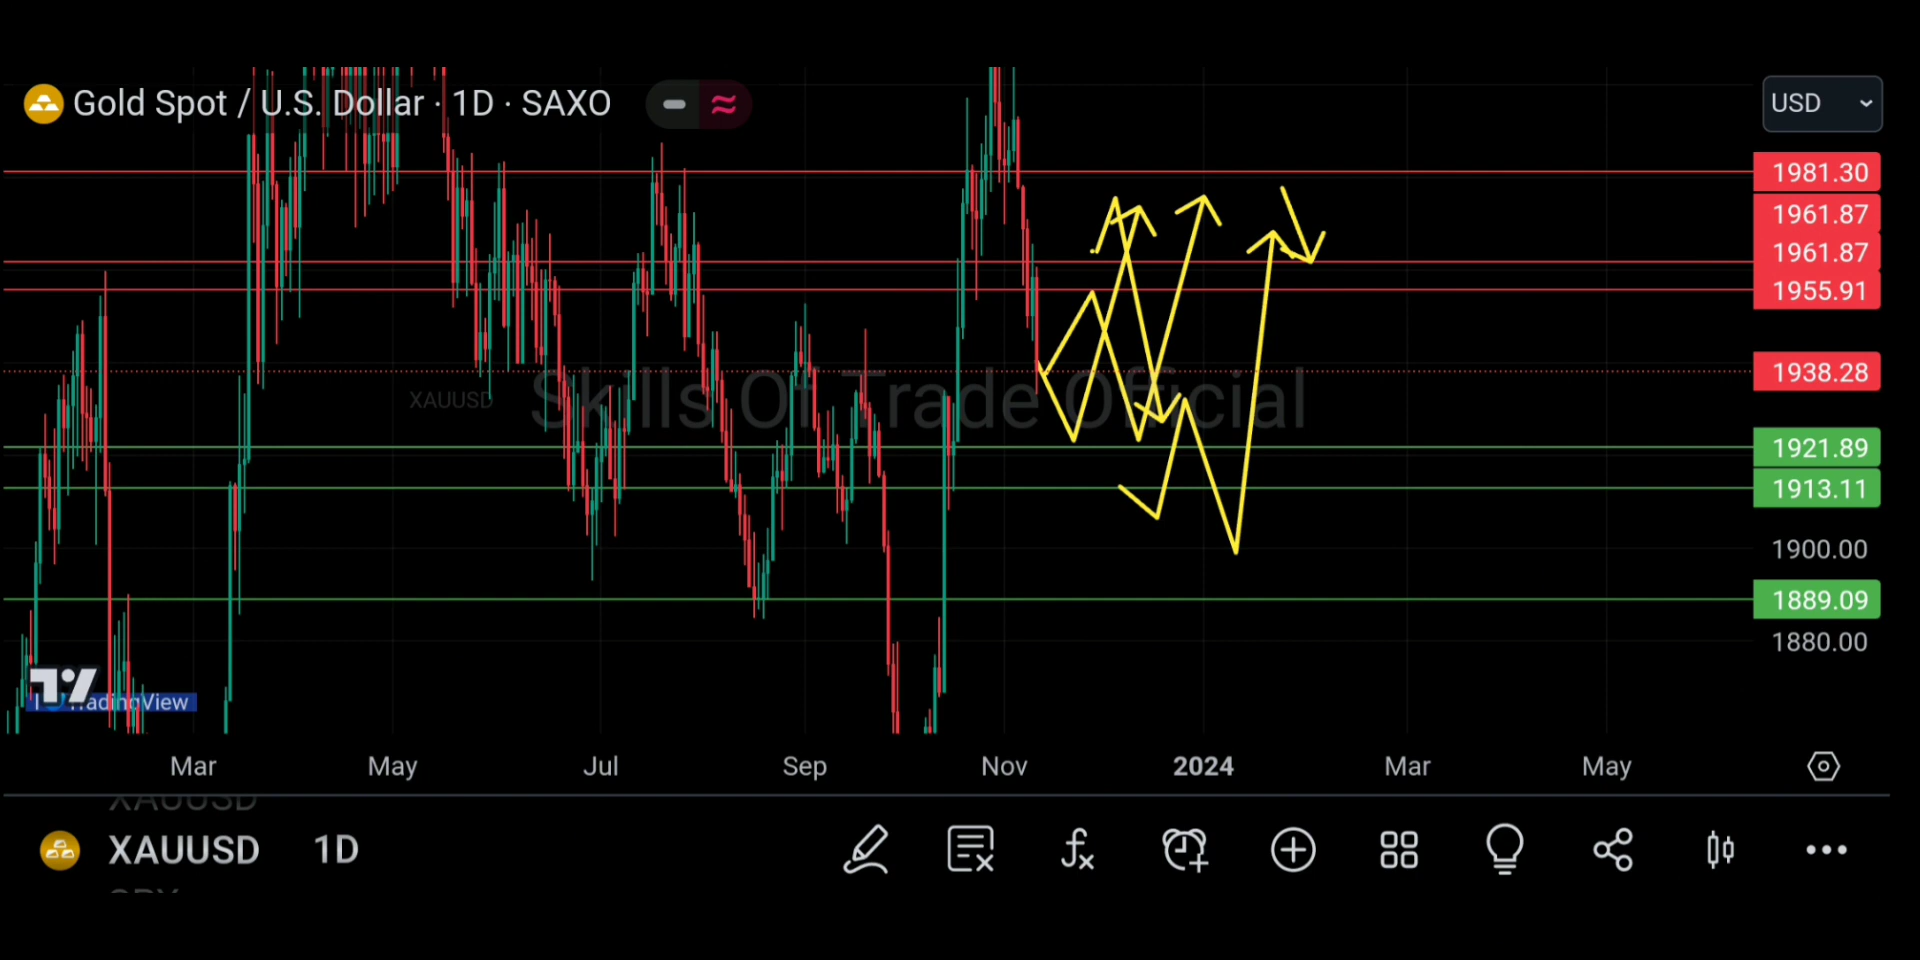 Gold Spot / U.S. Dollar · 1D · SAXO
USD
1981.30
1961.87
1961.87
1955.91
1938.28
XAUUSD
Skills Of Trade Official
1921.89
1913.11
1900.00
1889.09
1880.00
TradingView
Mar May Jul Sep Nov 2024 Mar May
XAUUSD
XAUUSD 1D